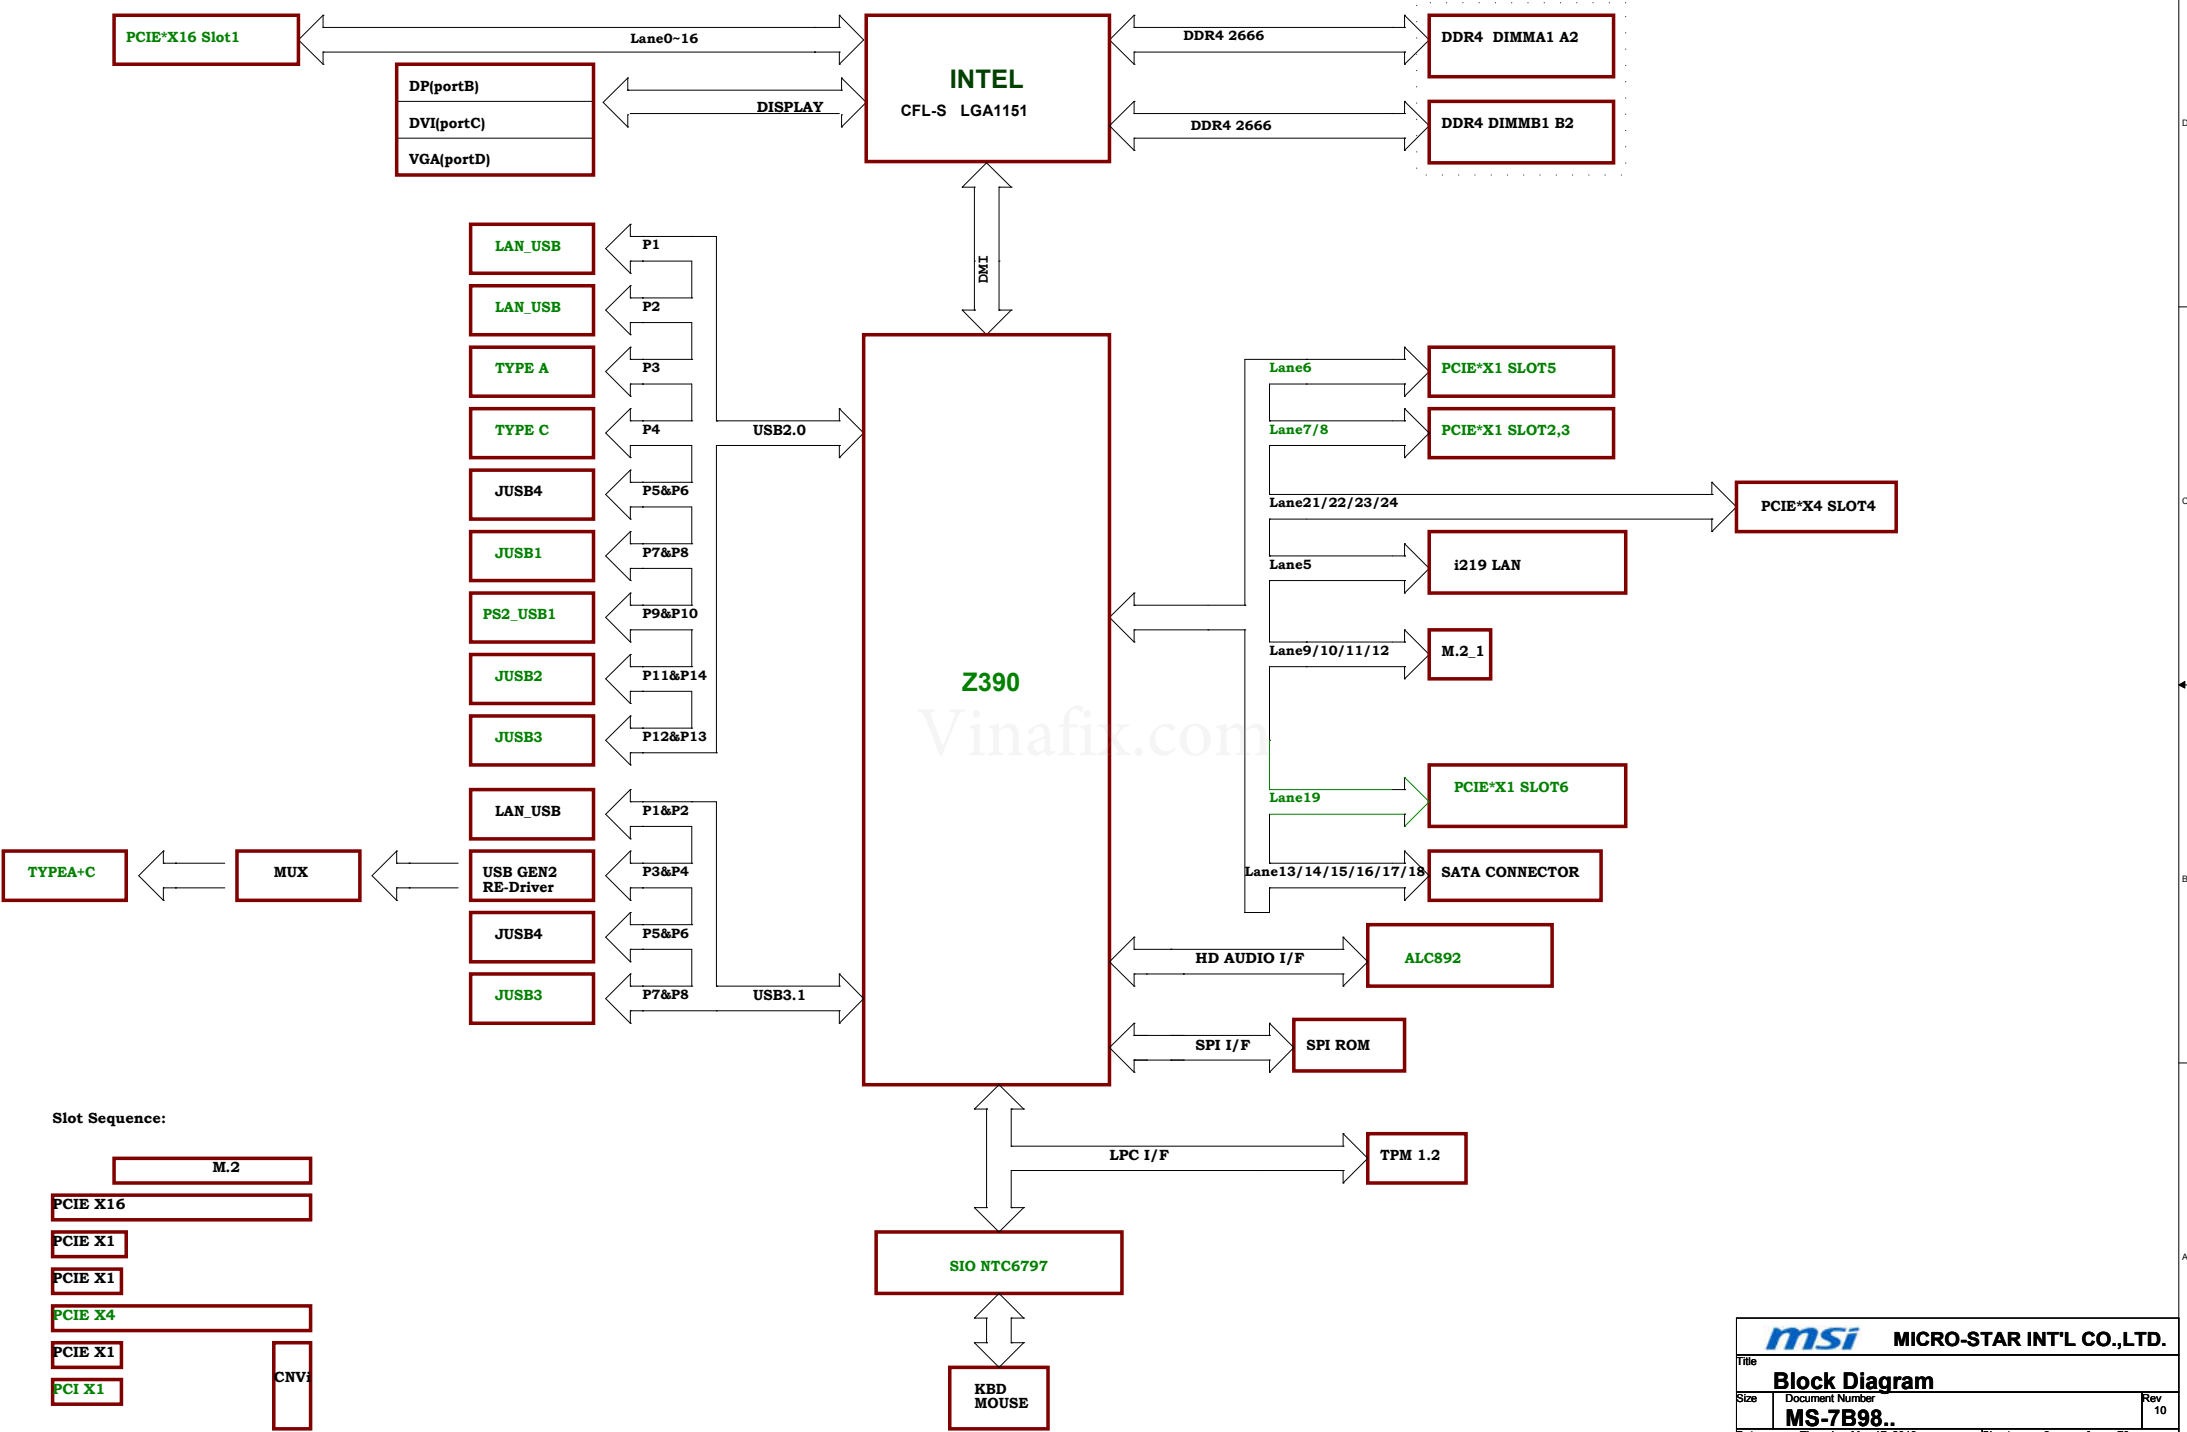 PCIE*X16 Slot1
Lane0~16
DP(portB)
DVI(portC)
VGA(portD)
DISPLAY
INTEL
CFL-S LGA1151
DDR4 2666
DDR4 DIMMA1 A2
DDR4 2666
DDR4 DIMMB1 B2
DMI
LAN_USB
P1
LAN_USB
P2
TYPE A
P3
TYPE C
P4
USB2.0
JUSB4
P5&P6
JUSB1
P7&P8
PS2_USB1
P9&P10
JUSB2
P11&P14
JUSB3
P12&P13
LAN_USB
P1&P2
TYPEA+C
MUX
USB GEN2
RE-Driver
P3&P4
JUSB4
P5&P6
JUSB3
P7&P8
USB3.1
Z390
Vinafix.com
Lane6
PCIE*X1 SLOT5
Lane7/8
PCIE*X1 SLOT2,3
Lane21/22/23/24
PCIE*X4 SLOT4
Lane5
i219 LAN
Lane9/10/11/12
M.2_1
Lane19
PCIE*X1 SLOT6
Lane13/14/15/16/17/18
SATA CONNECTOR
HD AUDIO I/F
ALC892
SPI I/F
SPI ROM
LPC I/F
TPM 1.2
SIO NTC6797
KBD
MOUSE
Slot Sequence:
M.2
PCIE X16
PCIE X1
PCIE X1
PCIE X4
PCIE X1
PCI X1
CNVi
D
C
B
A
msi MICRO-STAR INT'L CO.,LTD.
Title
Block Diagram
Size
Document Number
Rev
MS-7B98..
10